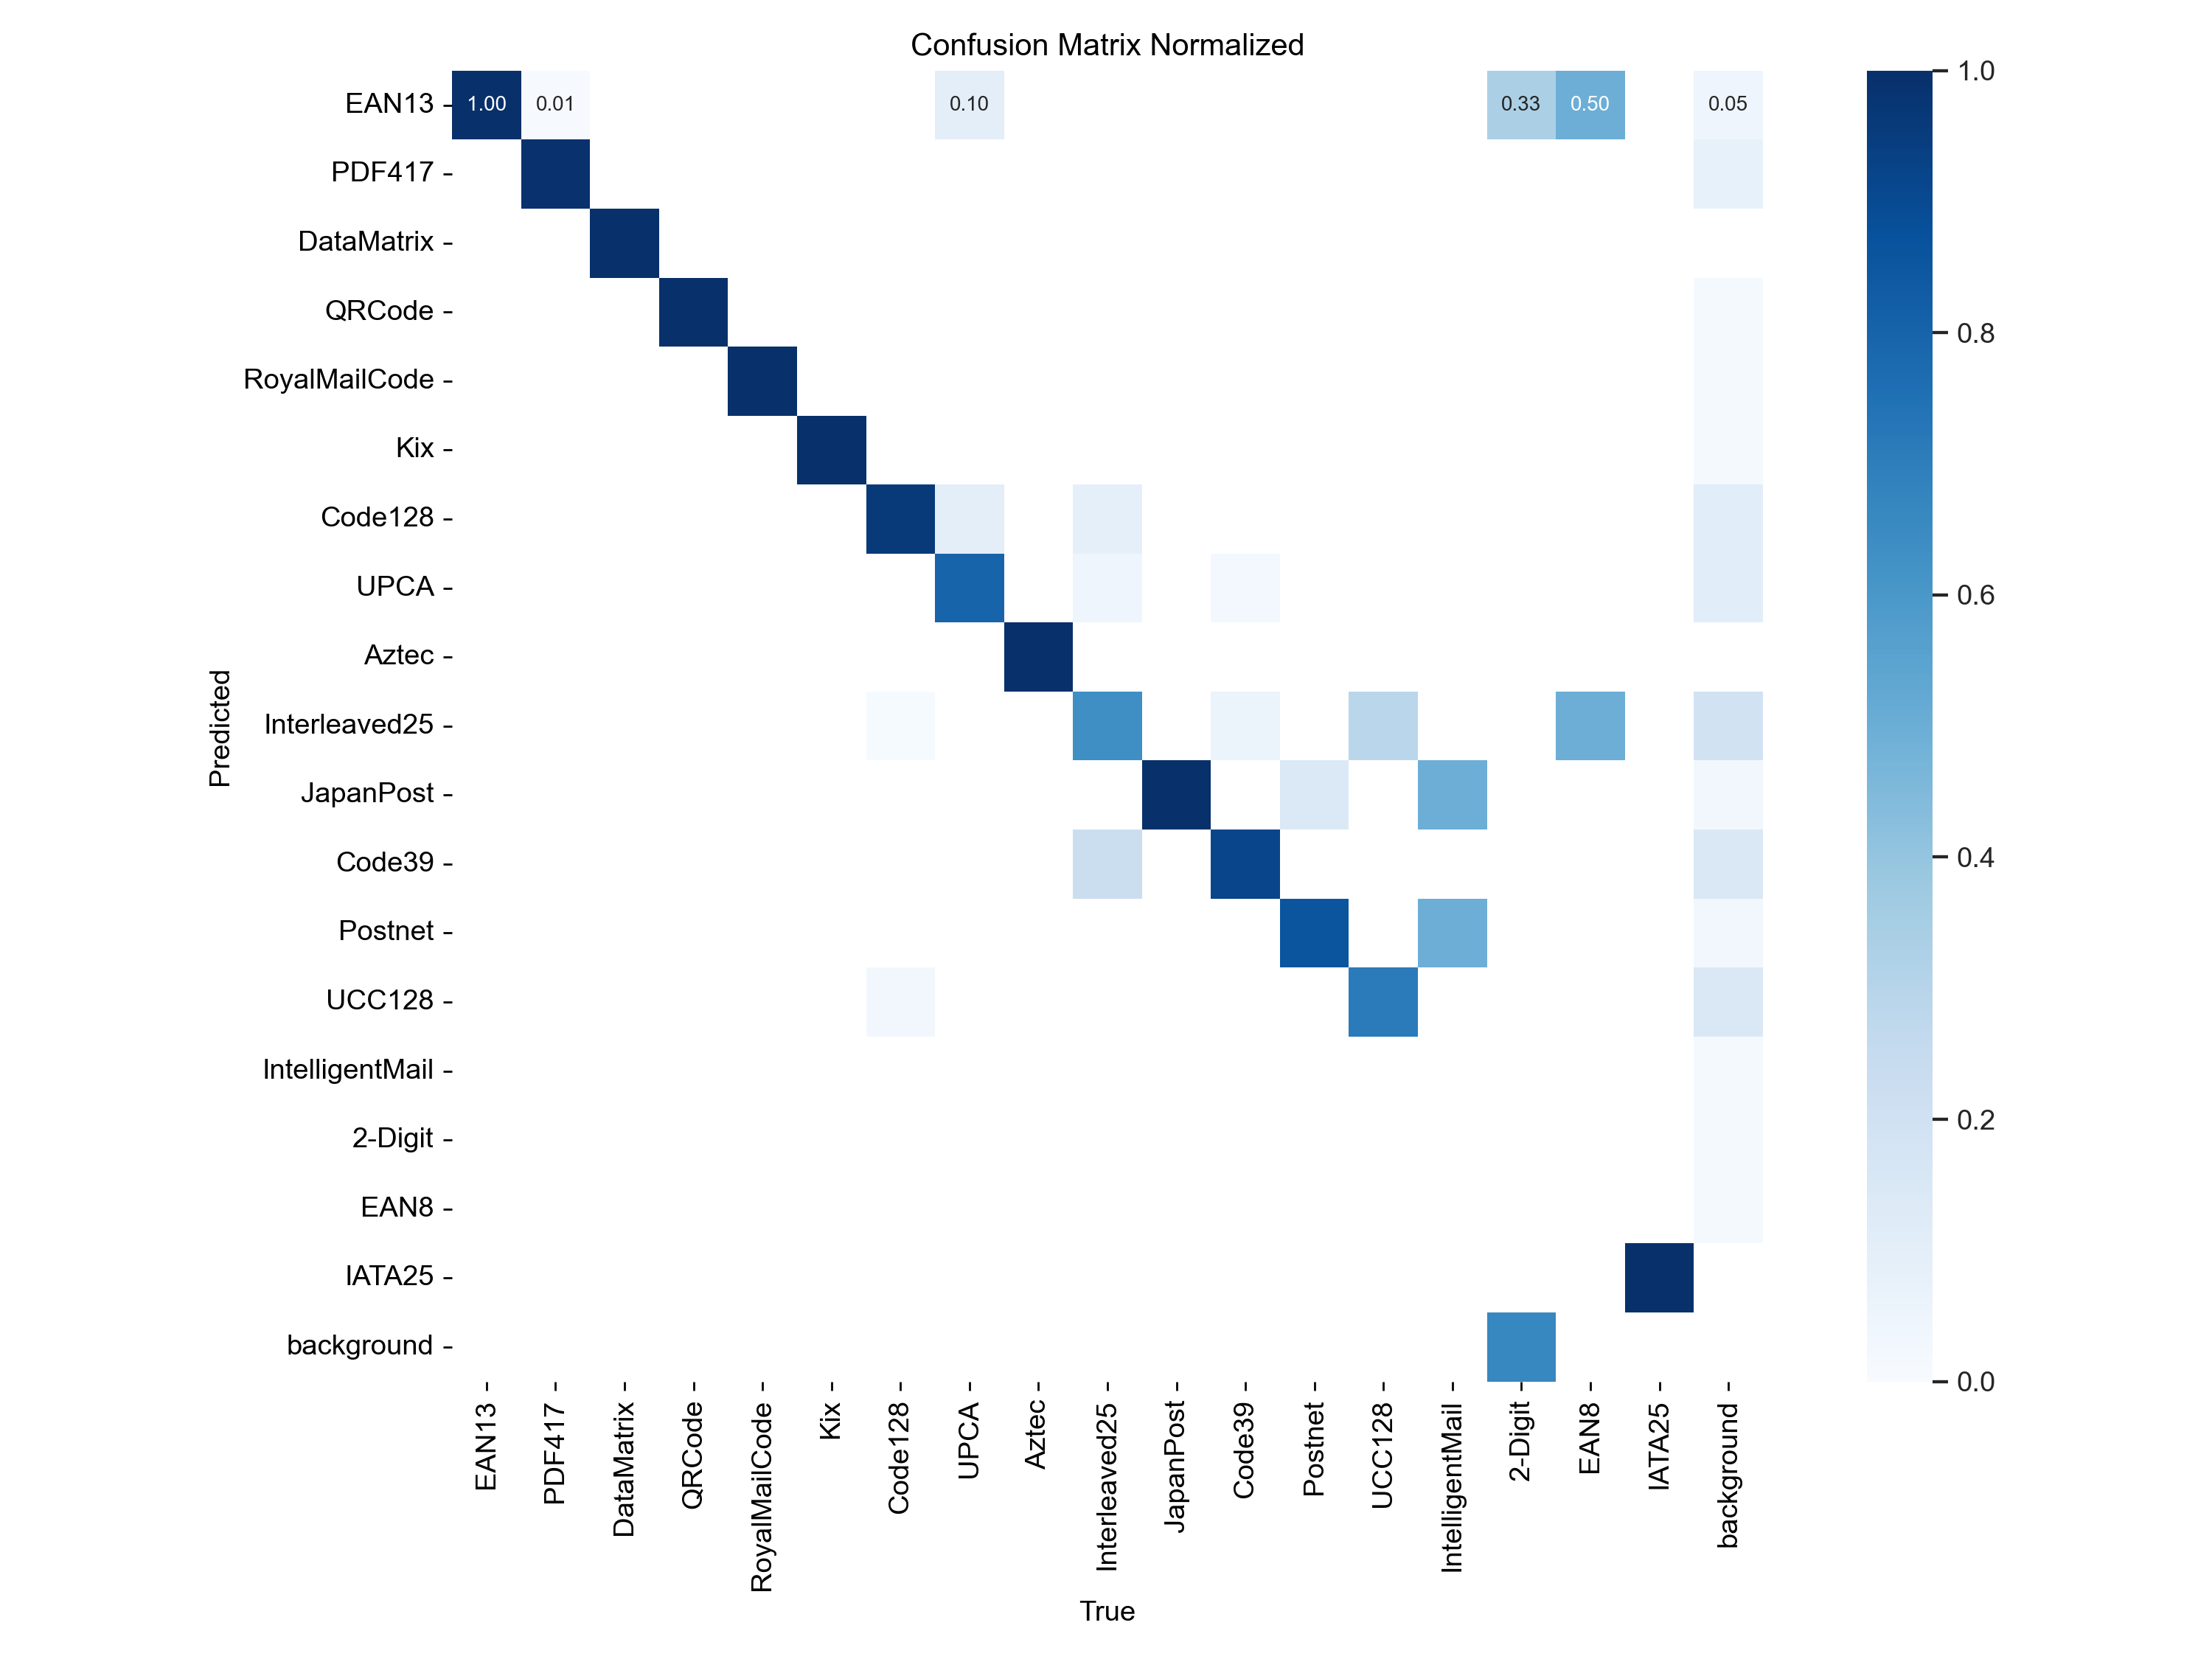 Confusion Matrix Normalized
EAN13
1.00 0.01 0.10 0.33 0.50 0.05
PDF417
DataMatrix
QRCode
RoyalMailCode
Kix
Code128
UPCA
Aztec
Interleaved25
JapanPost
Code39
Postnet
UCC128
IntelligentMail
2-Digit
EAN8
IATA25
background
Predicted
EAN13
PDF417
DataMatrix
QRCode
RoyalMailCode
Kix
Code128
UPCA
Aztec
Interleaved25
JapanPost
Code39
Postnet
UCC128
IntelligentMail
2-Digit
EAN8
IATA25
background
True
1.0
0.8
0.6
0.4
0.2
0.0